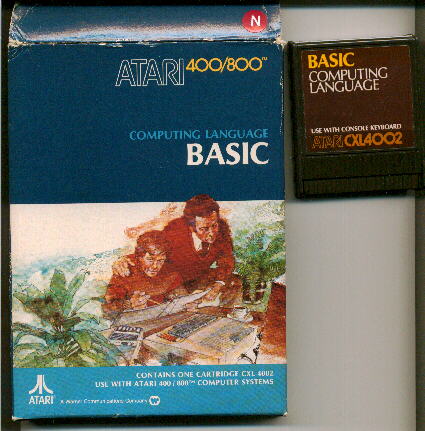 N
ATARI 400/800™
COMPUTING LANGUAGE
BASIC
CONTAINS ONE CARTRIDGE CXL 4002
USE WITH ATARI 400 / 800™ COMPUTER SYSTEMS
ATARI®
A Warner Communications Company
BASIC
COMPUTING
LANGUAGE
USE WITH CONSOLE KEYBOARD
ATARI CXL4002